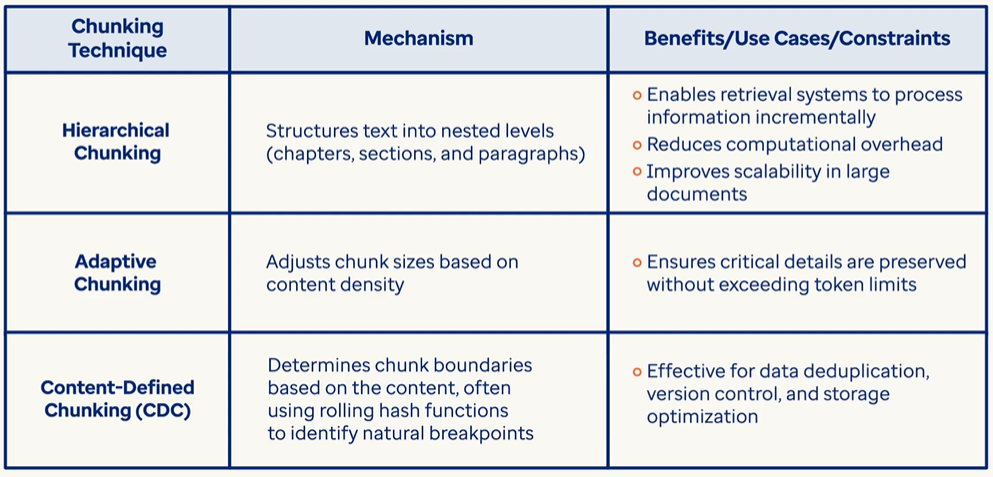 Chunking
Technique
Mechanism
Benefits/Use Cases/Constraints
Hierarchical
Chunking
Structures text into nested levels
(chapters, sections, and paragraphs)
Enables retrieval systems to process
information incrementally
Reduces computational overhead
Improves scalability in large
documents
Adaptive
Chunking
Adjusts chunk sizes based on
content density
Ensures critical details are preserved
without exceeding token limits
Content-Defined
Chunking (CDC)
Determines chunk boundaries
based on the content, often
using rolling hash functions
to identify natural breakpoints
Effective for data deduplication,
version control, and storage
optimization